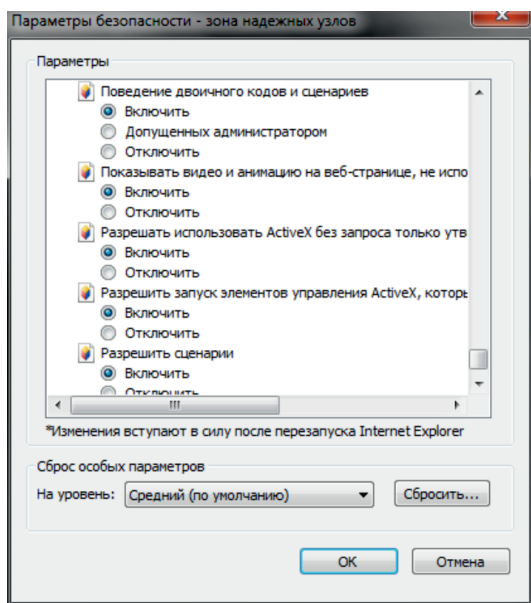 Параметры безопасности - зона надежных узлов
Параметры
Поведение двоичного кодов и сценариев
Включить
Допущенных администратором
Отключить
Показывать видео и анимацию на веб-странице, не испо
Включить
Отключить
Разрешать использовать ActiveX без запроса только утв
Включить
Отключить
Разрешить запуск элементов управления ActiveX, которы
Включить
Отключить
Разрешить сценарии
Включить
Отключить
*Изменения вступают в силу после перезапуска Internet Explorer
Сброс особых параметров
На уровень: Средний (по умолчанию) Сбросить...
ОК Отмена